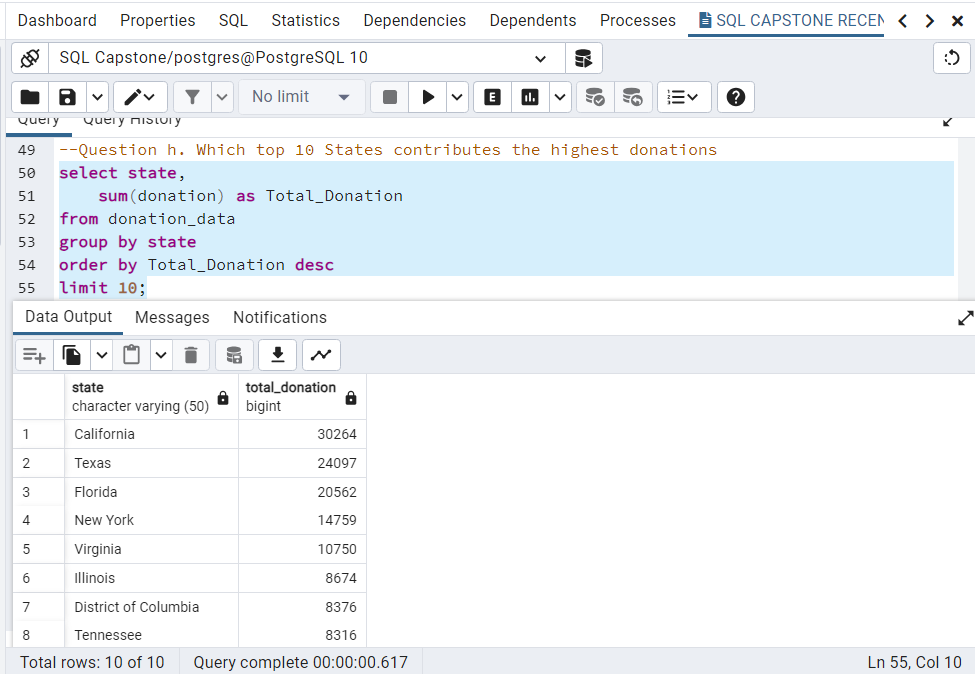 Dashboard Properties SQL Statistics Dependencies Dependents Processes SQL CAPSTONE RECEN
SQL Capstone/postgres@PostgreSQL 10
No limit E
Query Query History
49 --Question h. Which top 10 States contributes the highest donations
50 select state,
51 sum(donation) as Total_Donation
52 from donation_data
53 group by state
54 order by Total_Donation desc
55 limit 10;
Data Output Messages Notifications
state total_donation
character varying (50) bigint
1 California 30264
2 Texas 24097
3 Florida 20562
4 New York 14759
5 Virginia 10750
6 Illinois 8674
7 District of Columbia 8376
8 Tennessee 8316
Total rows: 10 of 10 Query complete 00:00:00.617 Ln 55, Col 10